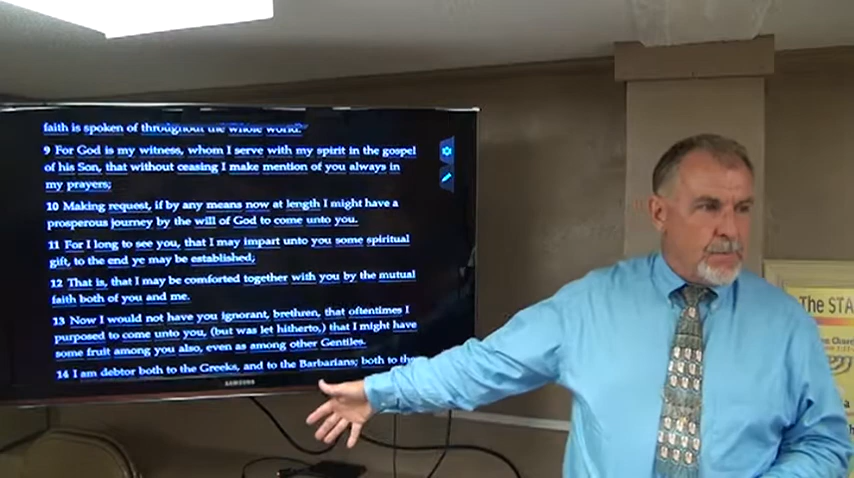 faith is spoken of throughout the whole world.
9 For God is my witness, whom I serve with my spirit in the gospel
of his Son, that without ceasing I make mention of you always in
my prayers;
10 Making request, if by any means now at length I might have a
prosperous journey by the will of God to come unto you.
11 For I long to see you, that I may impart unto you some spiritual
gift, to the end ye may be established;
12 That is, that I may be comforted together with you by the mutual
faith both of you and me.
13 Now I would not have you ignorant, brethren, that oftentimes I
purposed to come unto you, (but was let hitherto,) that I might have
some fruit among you also, even as among other Gentiles.
14 I am debtor both to the Greeks, and to the Barbarians; both to the
SAMSUNG
The STA